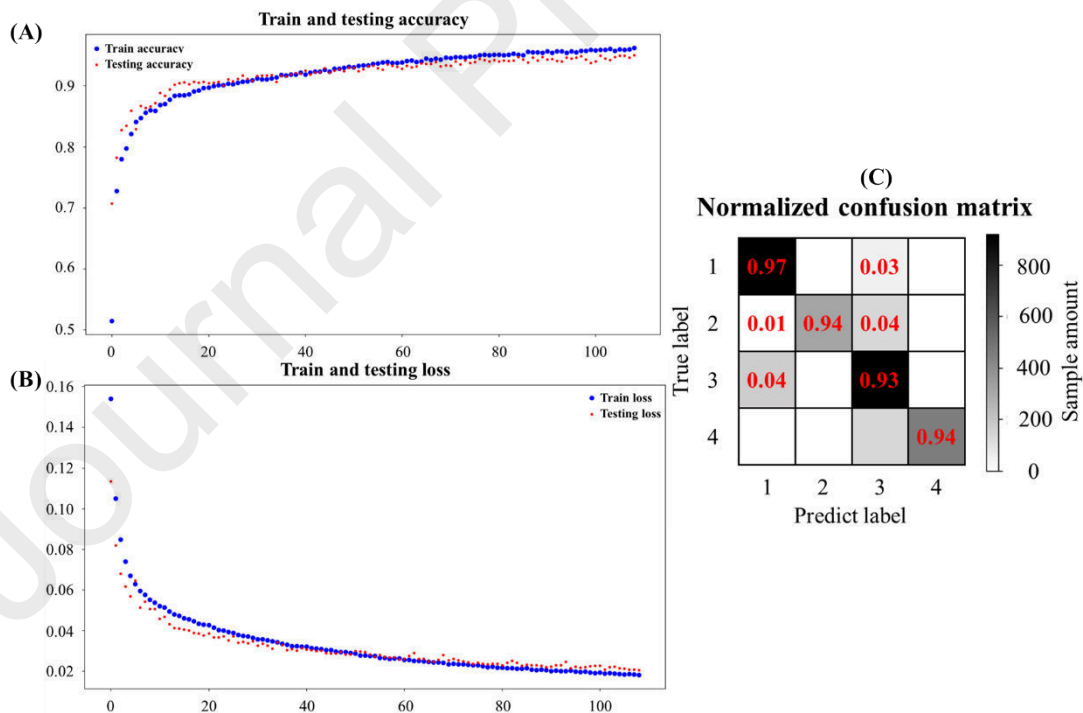 (A)
Train and testing accuracy
Train accuracy
Testing accuracy
0.9
0.8
0.7
0.6
0.5
0
20
40
60
80
100
(B)
Train and testing loss
Train loss
Testing loss
0.16
0.14
0.12
0.10
0.08
0.06
0.04
0.02
0
20
40
60
80
100
(C)
Normalized confusion matrix
True label
1
2
3
4
0.97 0.03
0.01 0.94 0.04
0.04 0.93
0.94
1 2 3 4
Predict label
800
600
400
200
0
Sample amount
Journal Pr